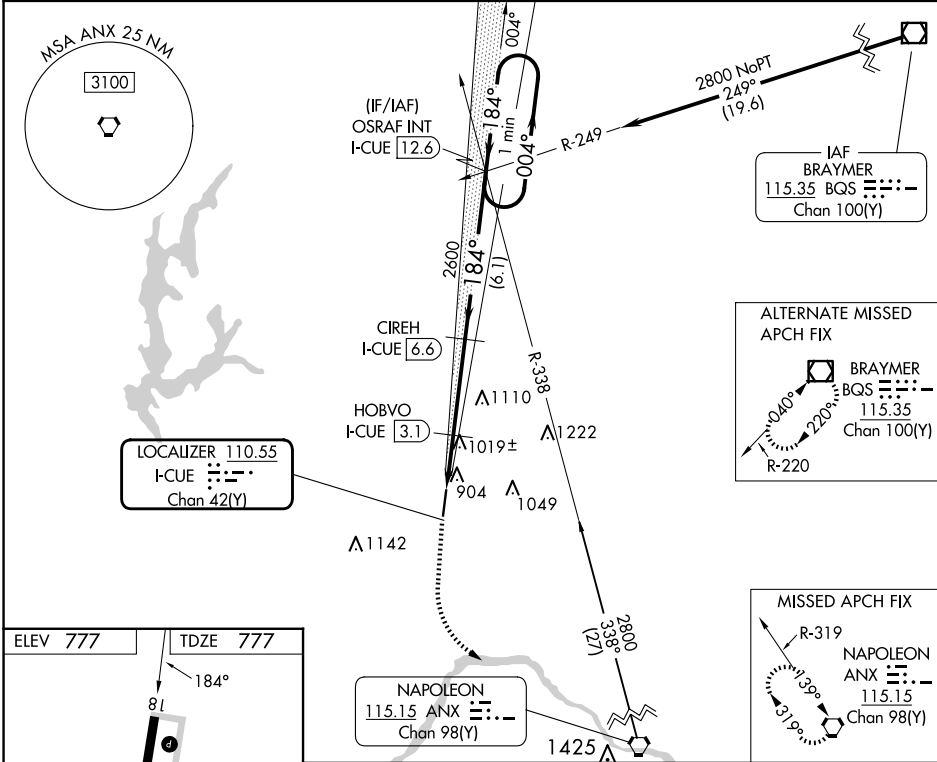 MSA ANX 25 NM
3100
(IF/IAF)
OSRAF INT
I-CUE 12.6
004°
184°
1 min
004°
R-249
2800 NoPT
249°
(19.6)
IAF
BRAYMER
115.35 BQS
Chan 100(Y)
2600
184°
(6.1)
CIREH
I-CUE 6.6
HOBVO
I-CUE 3.1
R-338
1110
1222
1019±
904
1049
1142
LOCALIZER 110.55
I-CUE
Chan 42(Y)
ALTERNATE MISSED
APCH FIX
BRAYMER
BQS
115.35
Chan 100(Y)
040°
220°
R-220
2800
338°
(27)
NAPOLEON
115.15 ANX
Chan 98(Y)
1425
MISSED APCH FIX
R-319
NAPOLEON
ANX
115.15
Chan 98(Y)
139°
319°
ELEV 777
TDZE 777
184°
18
P